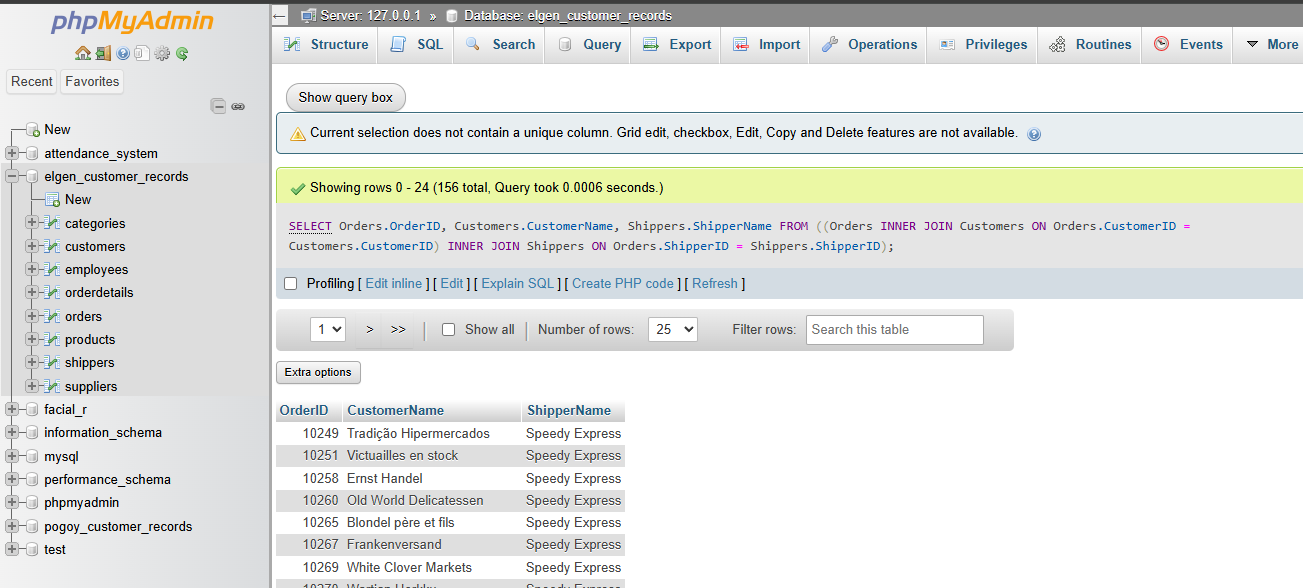 phpMyAdmin
Recent Favorites
New
attendance_system
elgen_customer_records
New
categories
customers
employees
orderdetails
orders
products
shippers
suppliers
facial_r
information_schema
mysql
performance_schema
phpmyadmin
pogoy_customer_records
test
← Server: 127.0.0.1 » Database: elgen_customer_records
Structure SQL Search Query Export Import Operations Privileges Routines Events More
Show query box
Current selection does not contain a unique column. Grid edit, checkbox, Edit, Copy and Delete features are not available.
Showing rows 0 - 24 (156 total, Query took 0.0006 seconds.)
SELECT Orders.OrderID, Customers.CustomerName, Shippers.ShipperName FROM ((Orders INNER JOIN Customers ON Orders.CustomerID =
Customers.CustomerID) INNER JOIN Shippers ON Orders.ShipperID = Shippers.ShipperID);
Profiling [ Edit inline ] [ Edit ] [ Explain SQL ] [ Create PHP code ] [ Refresh ]
1 > >> Show all Number of rows: 25 Filter rows: Search this table
Extra options
OrderID CustomerName ShipperName
10249 Tradição Hipermercados Speedy Express
10251 Victuailles en stock Speedy Express
10258 Ernst Handel Speedy Express
10260 Old World Delicatessen Speedy Express
10265 Blondel père et fils Speedy Express
10267 Frankenversand Speedy Express
10269 White Clover Markets Speedy Express
10270 Wartian Herkku Speedy Express